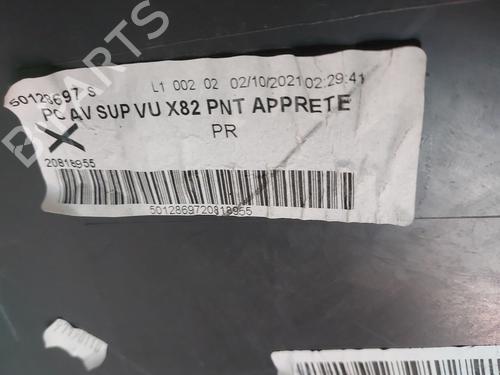 50128697 S L1 002 02 02/10/2021 02:29:41
PC AV SUP VU X82 PNT APPRETE
PR
20818955
5012869720818955